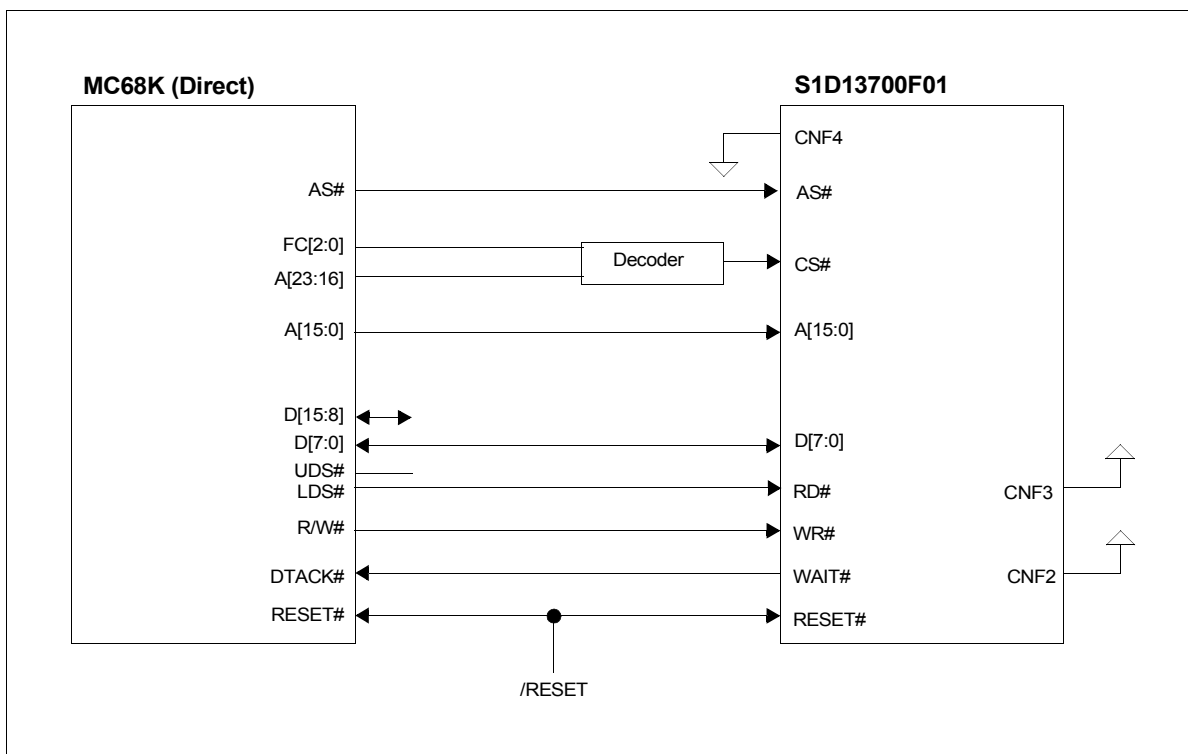 MC68K (Direct)
S1D13700F01
CNF4
AS#
AS#
FC[2:0]
Decoder
CS#
A[23:16]
A[15:0]
A[15:0]
D[15:8]
D[7:0]
D[7:0]
UDS#
LDS#
RD#
CNF3
R/W#
WR#
DTACK#
WAIT#
CNF2
RESET#
RESET#
/RESET